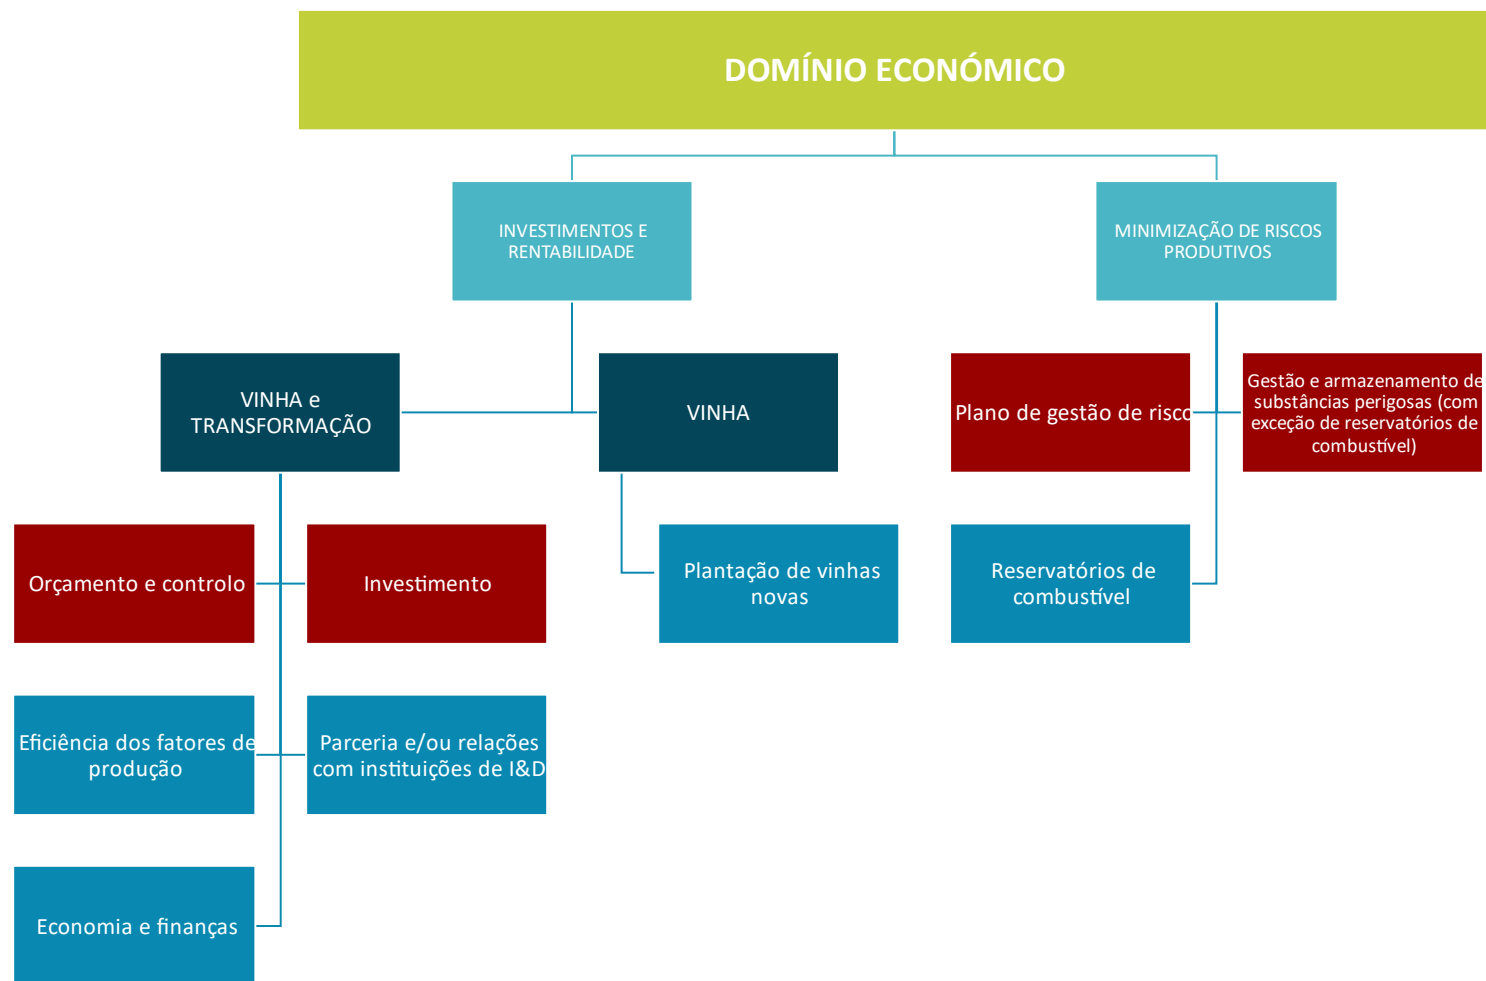 DOMÍNIO ECONÓMICO
INVESTIMENTOS E
RENTABILIDADE
MINIMIZAÇÃO DE RISCOS
PRODUTIVOS
VINHA e
TRANSFORMAÇÃO
VINHA
Plano de gestão de risco
Gestão e armazenamento de
substâncias perigosas (com
exceção de reservatórios de
combustível)
Orçamento e controlo
Investimento
Plantação de vinhas
novas
Reservatórios de
combustível
Eficiência dos fatores de
produção
Parceria e/ou relações
com instituições de I&D
Economia e finanças